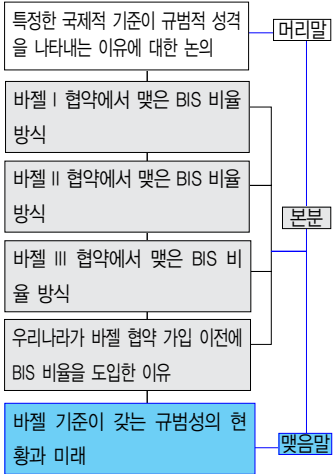 특정한 국제적 기준이 규범적 성격
을 나타내는 이유에 대한 논의
머리말
바젤 Ⅰ 협약에서 맺은 BIS 비율
방식
바젤 Ⅱ 협약에서 맺은 BIS 비율
방식
본분
바젤 Ⅲ 협약에서 맺은 BIS 비
율 방식
우리나라가 바젤 협약 가입 이전에
BIS 비율을 도입한 이유
바젤 기준이 갖는 규범성의 현
황과 미래
맺음말